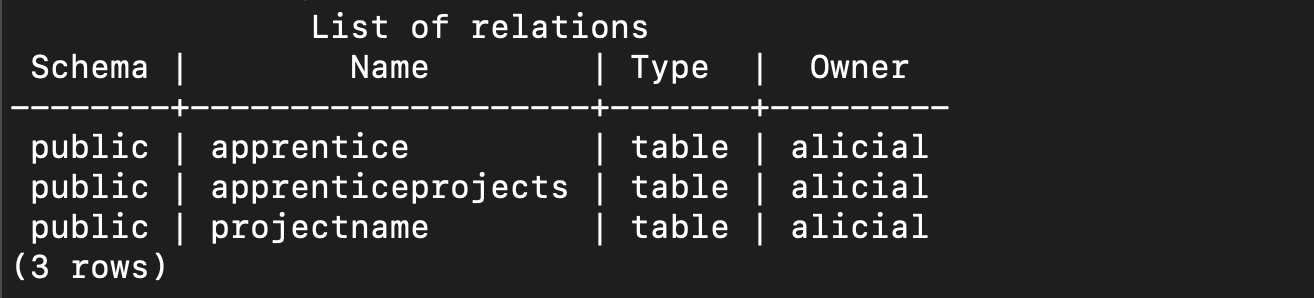 List of relations
Schema | Name | Type | Owner
--------+--------------------+-------+---------
public | apprentice | table | alicial
public | apprenticeprojects | table | alicial
public | projectname | table | alicial
(3 rows)